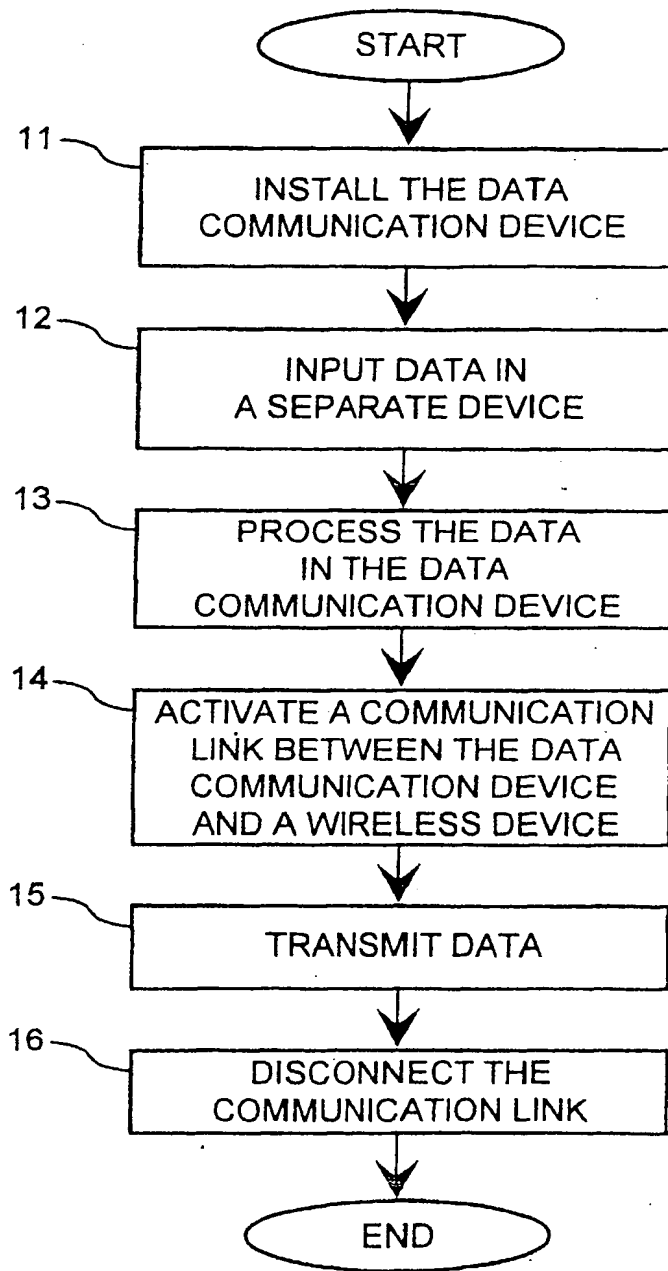 START
11
INSTALL THE DATA
COMMUNICATION DEVICE
12
INPUT DATA IN
A SEPARATE DEVICE
13
PROCESS THE DATA
IN THE DATA
COMMUNICATION DEVICE
14
ACTIVATE A COMMUNICATION
LINK BETWEEN THE DATA
COMMUNICATION DEVICE
AND A WIRELESS DEVICE
15
TRANSMIT DATA
16
DISCONNECT THE
COMMUNICATION LINK
END